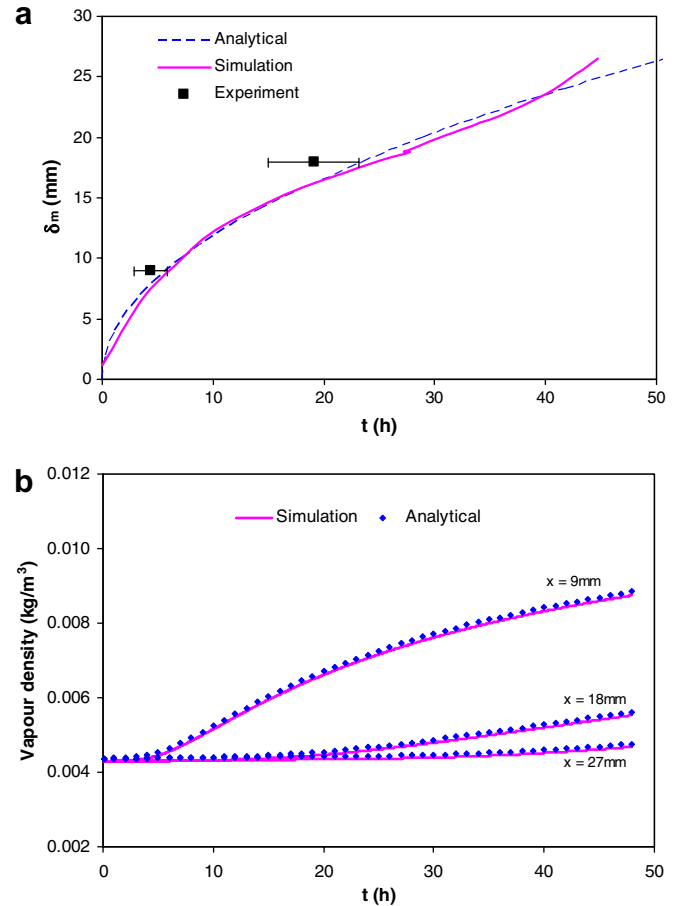 a
30
25
20
15
10
5
0
δm (mm)
Analytical
Simulation
Experiment
0 10 20 30 40 50
t (h)
b
0.012
0.010
0.008
0.006
0.004
0.002
Vapour density (kg/m³)
Simulation Analytical
x = 9mm
x = 18mm
x = 27mm
0 10 20 30 40 50
t (h)